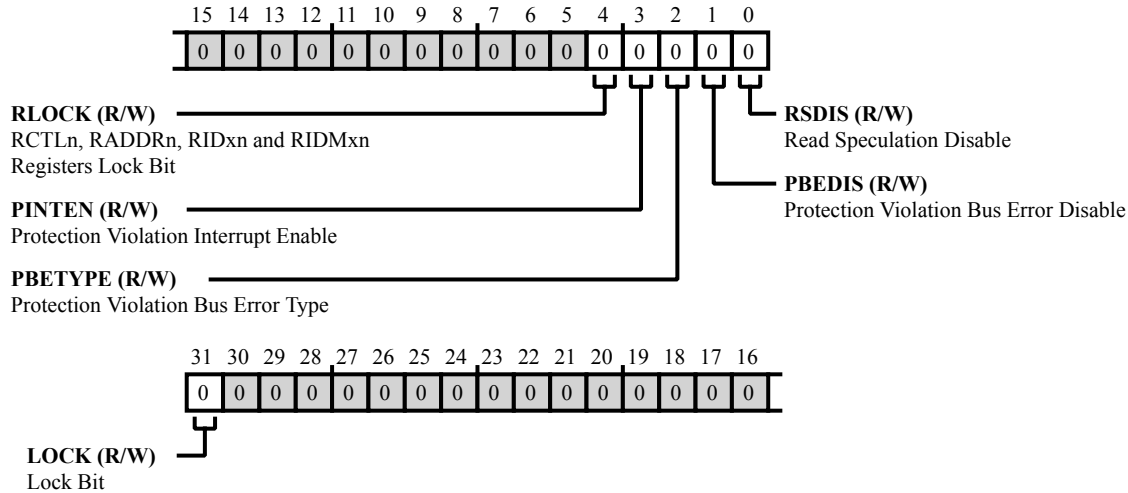 15 14 13 12 11 10 9 8 7 6 5 4 3 2 1 0
0 0 0 0 0 0 0 0 0 0 0 0 0 0 0 0
RLOCK (R/W)
RCTLn, RADDRn, RIDxn and RIDMxn
Registers Lock Bit
RSDIS (R/W)
Read Speculation Disable
PINTEN (R/W)
Protection Violation Interrupt Enable
PBEDIS (R/W)
Protection Violation Bus Error Disable
PBETYPE (R/W)
Protection Violation Bus Error Type
31 30 29 28 27 26 25 24 23 22 21 20 19 18 17 16
0 0 0 0 0 0 0 0 0 0 0 0 0 0 0 0
LOCK (R/W)
Lock Bit